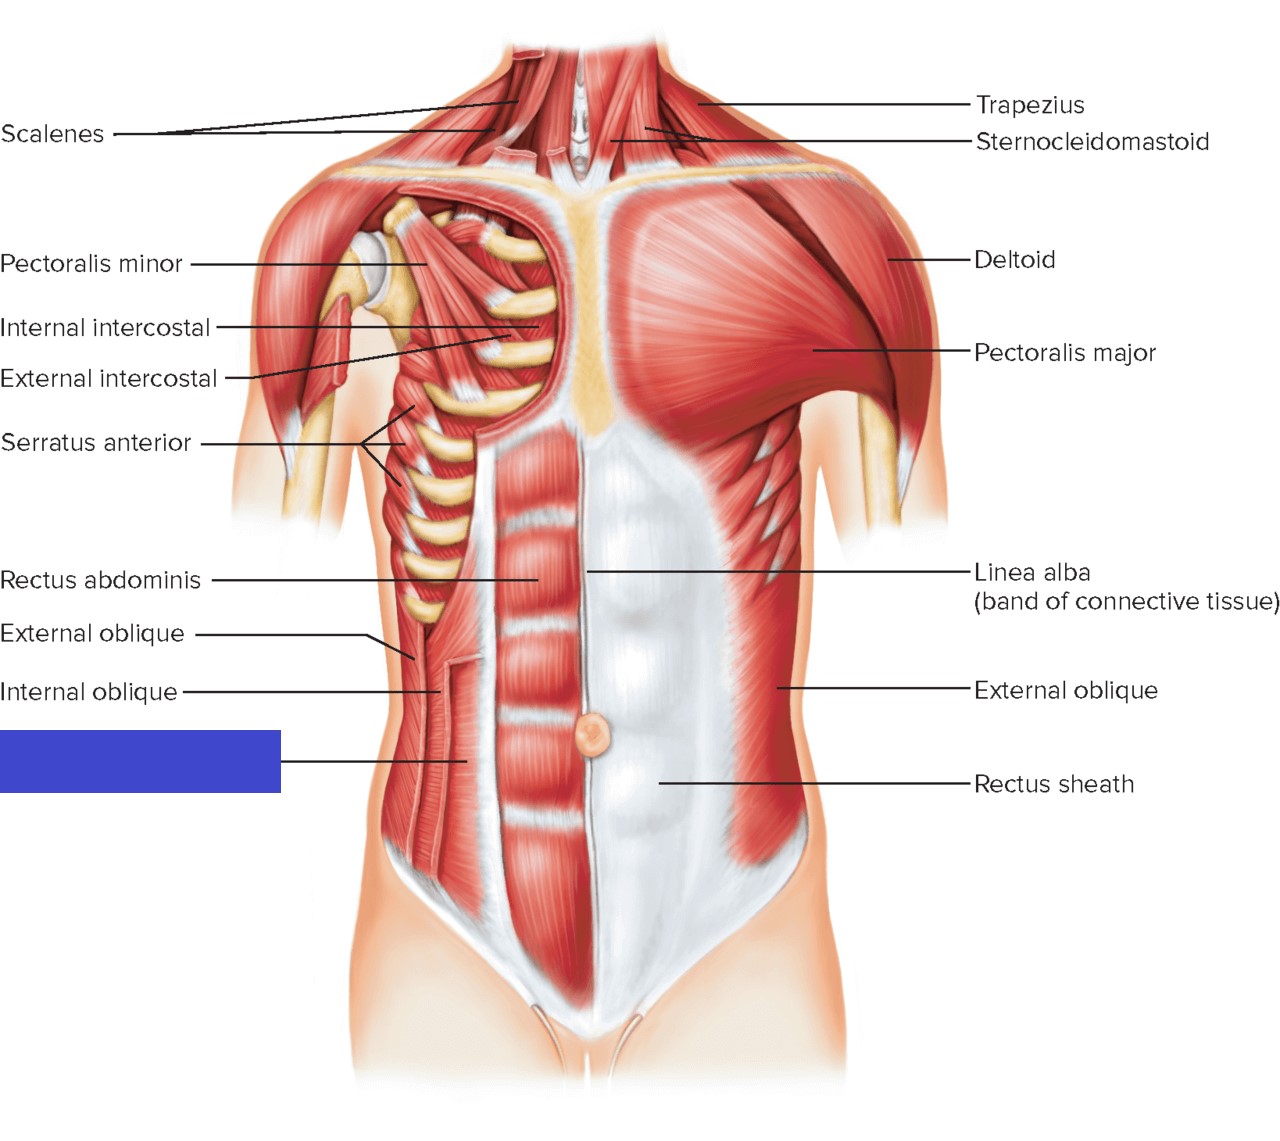 Scalenes
Pectoralis minor
Internal intercostal
External intercostal
Serratus anterior
Rectus abdominis
External oblique
Internal oblique
Trapezius
Sternocleidomastoid
Deltoid
Pectoralis major
Linea alba
(band of connective tissue)
External oblique
Rectus sheath